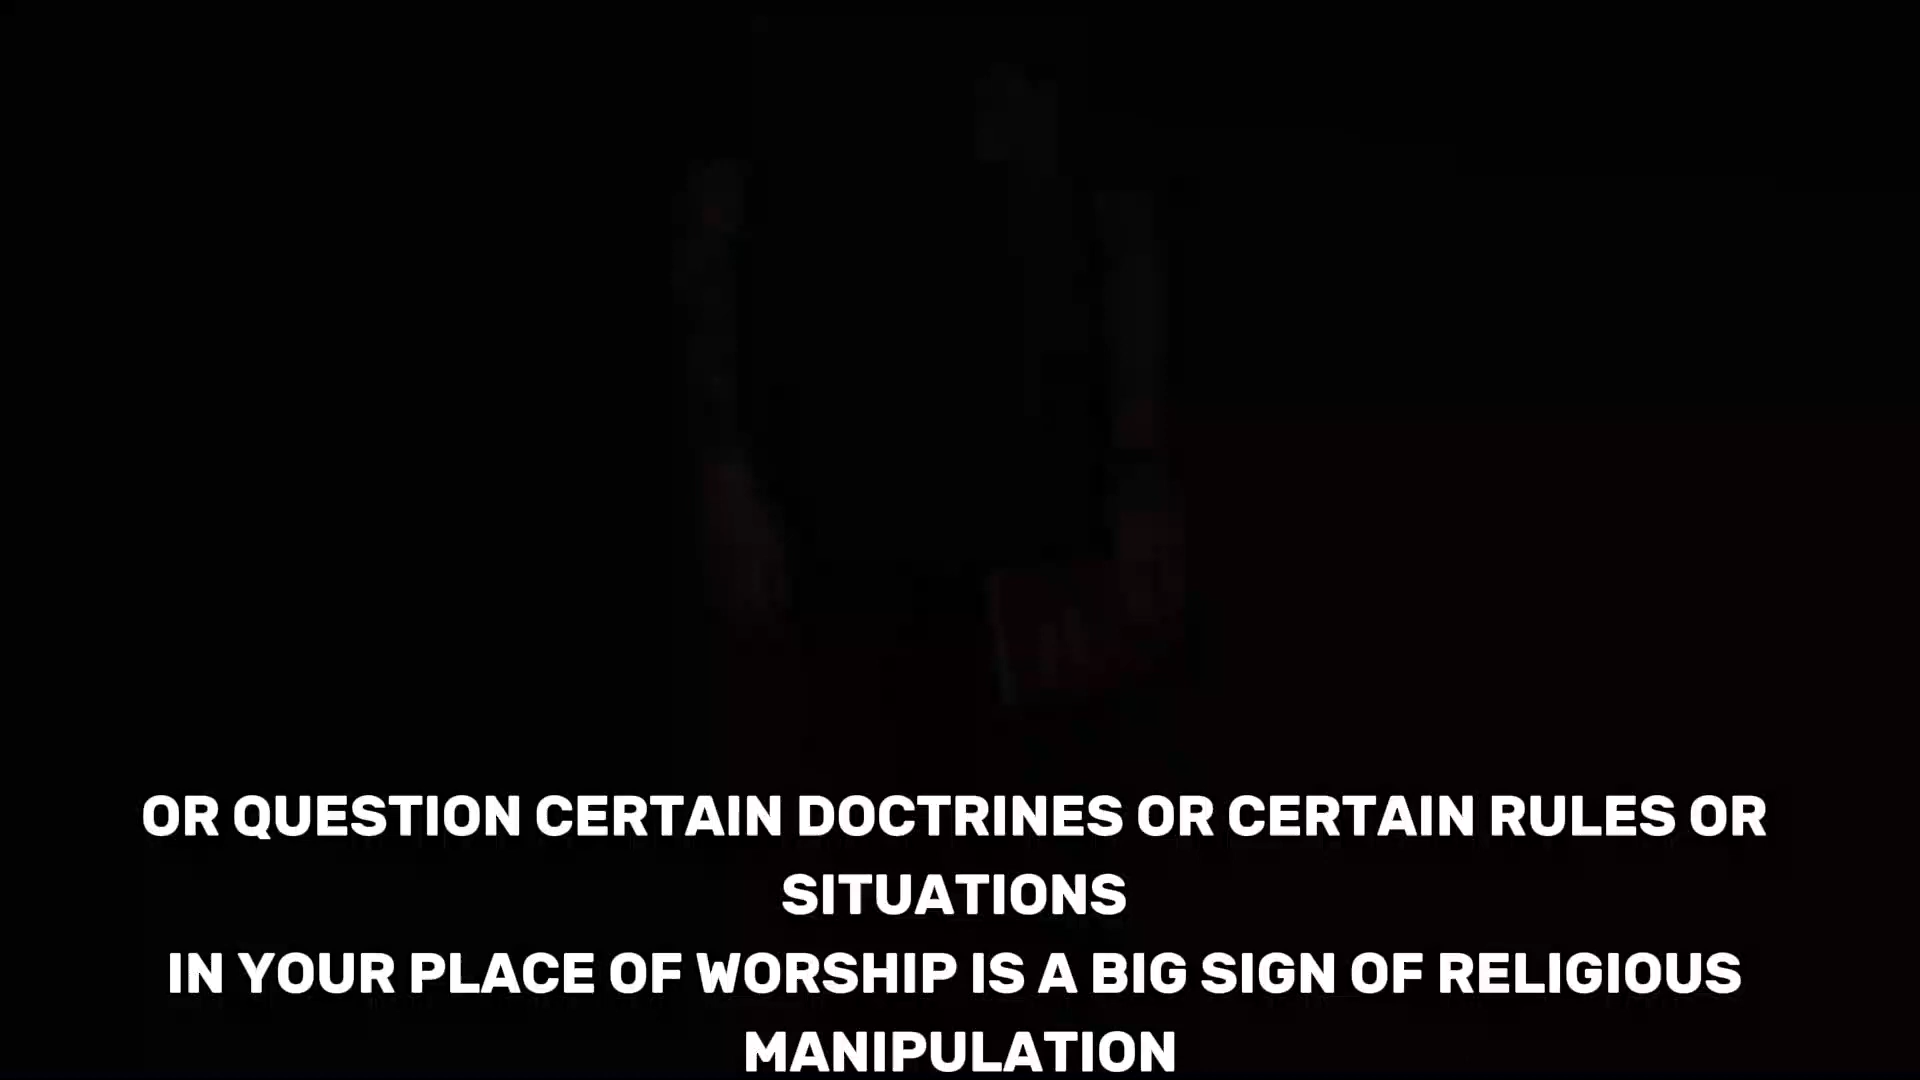 OR QUESTION CERTAIN DOCTRINES OR CERTAIN RULES OR
SITUATIONS
IN YOUR PLACE OF WORSHIP IS A BIG SIGN OF RELIGIOUS
MANIPULATION